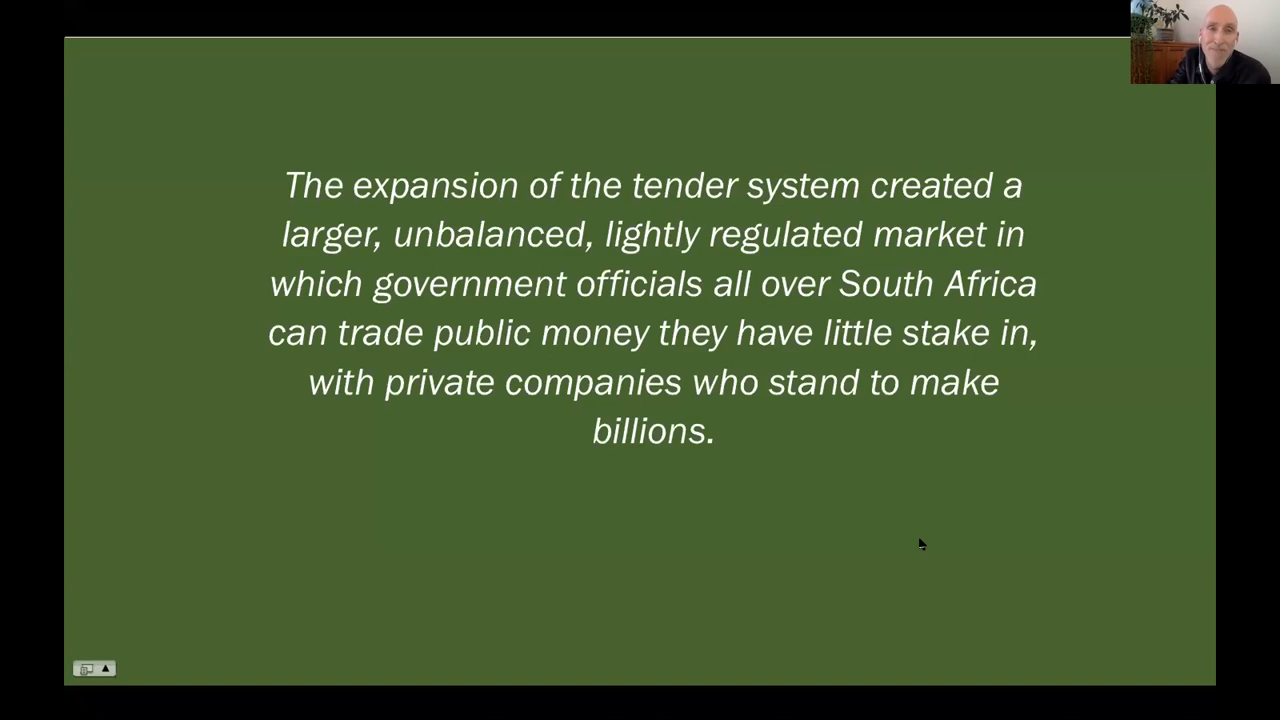 The expansion of the tender system created a
larger, unbalanced, lightly regulated market in
which government officials all over South Africa
can trade public money they have little stake in,
with private companies who stand to make
billions.